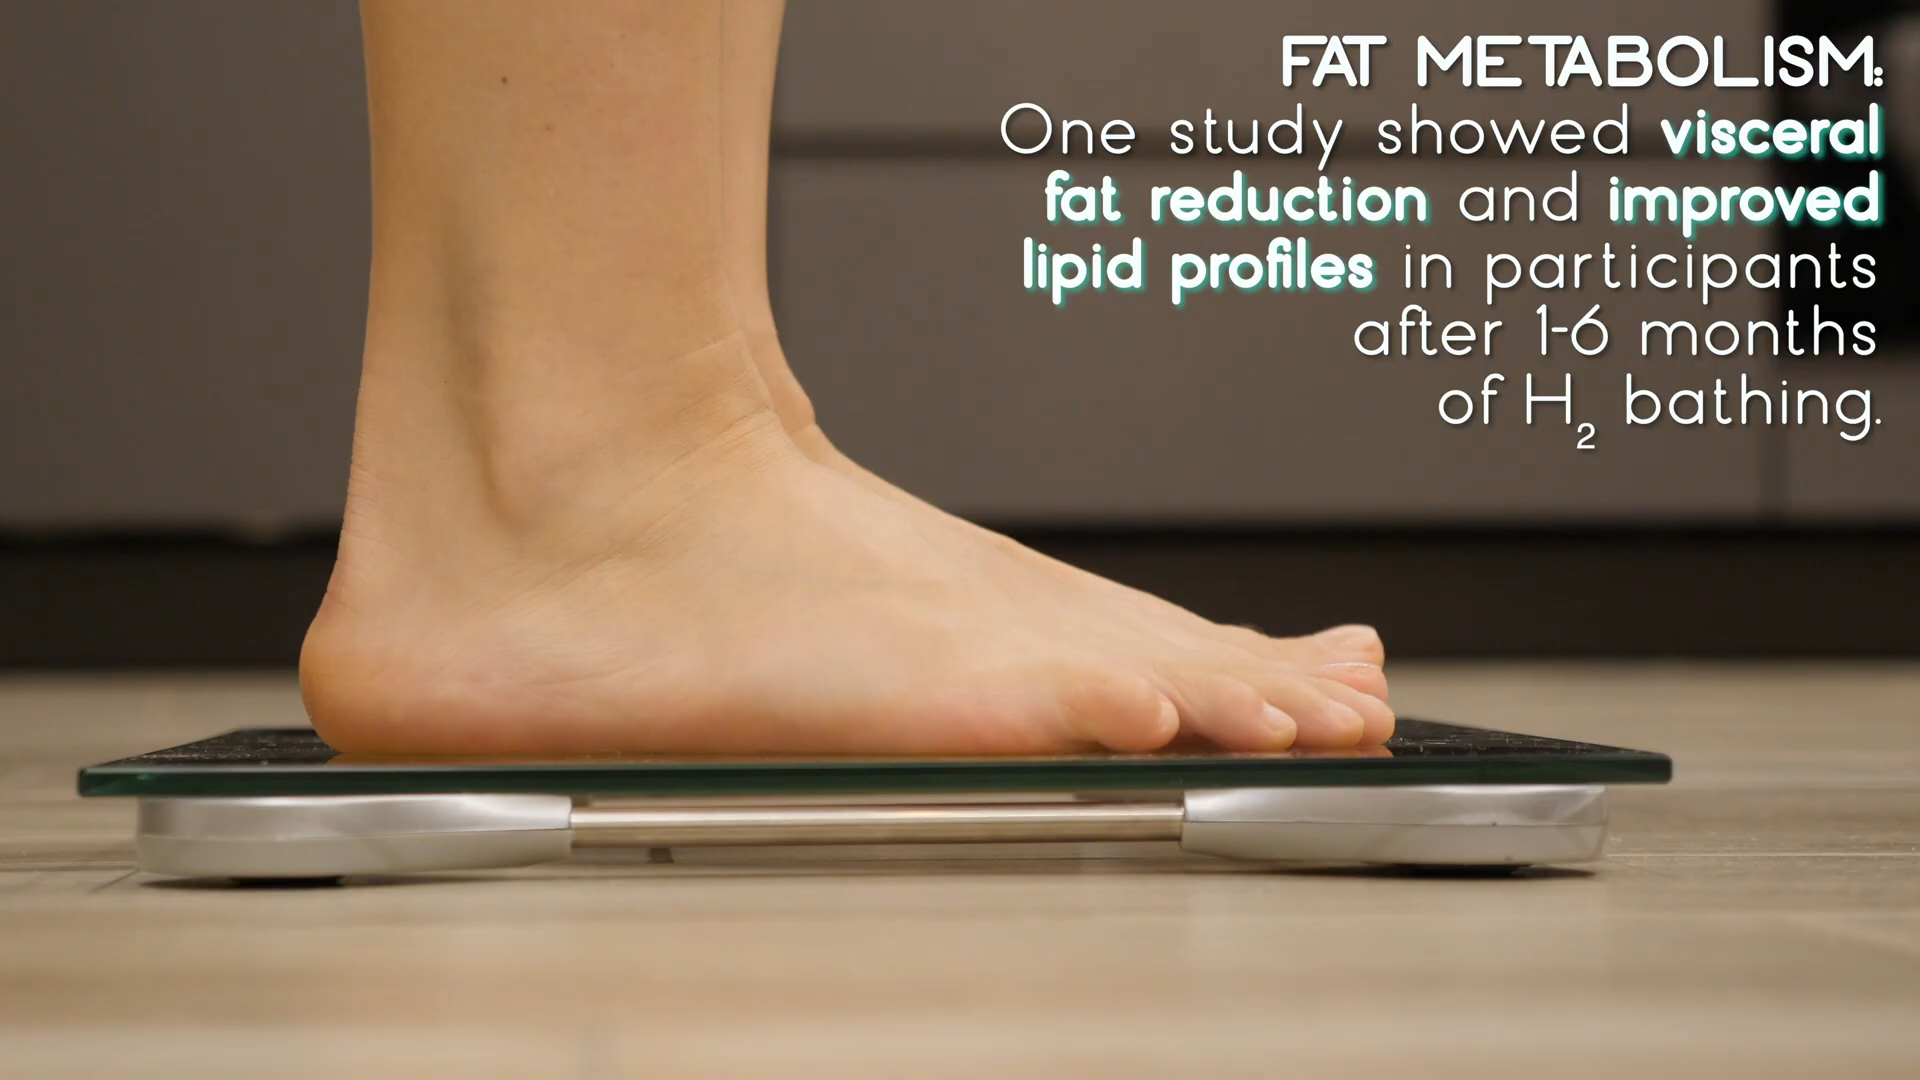 FAT METABOLISM:
One study showed visceral
fat reduction and improved
lipid profiles in participants
after 1-6 months
of H₂ bathing.